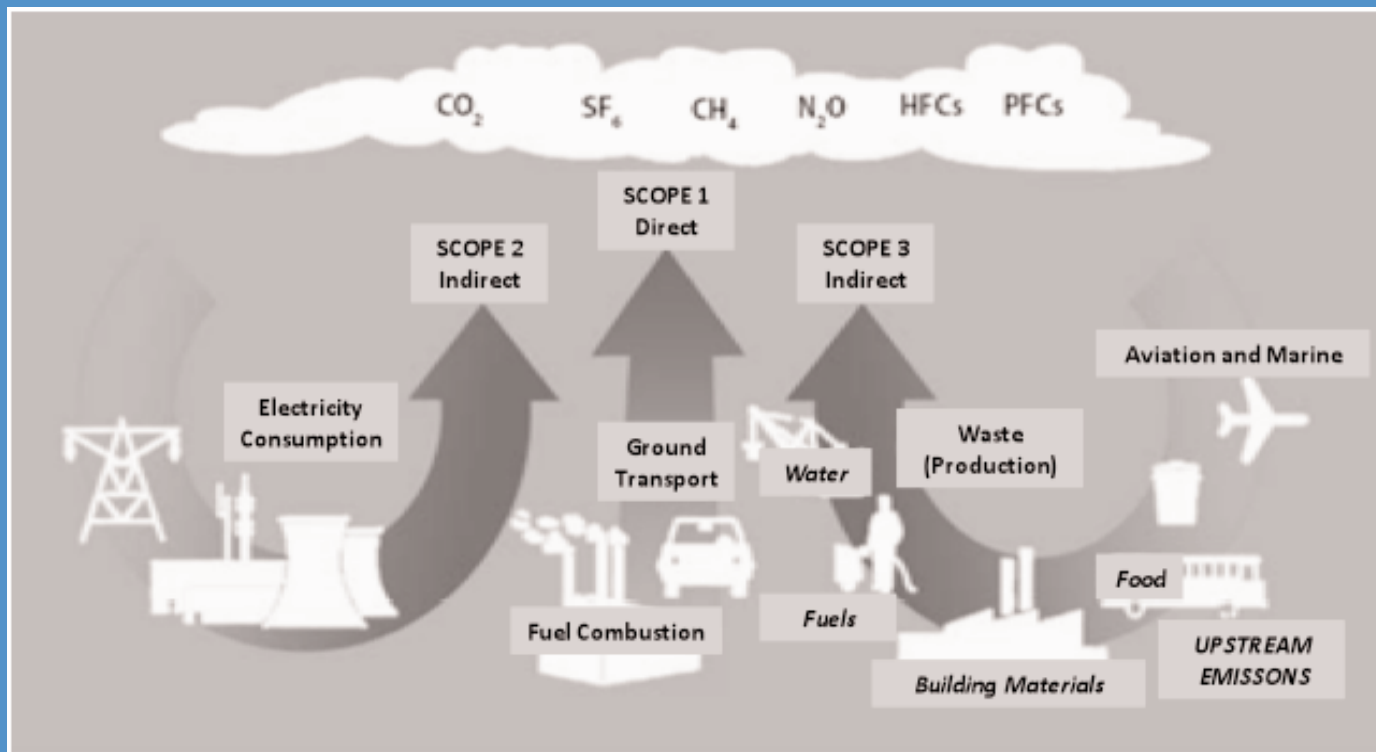 CO₂ SF₆ CH₄ N₂O HFCs PFCs
SCOPE 1
Direct
SCOPE 2
Indirect
SCOPE 3
Indirect
Aviation and Marine
Electricity
Consumption
Ground
Transport
Water
Waste
(Production)
Food
Fuel Combustion
Fuels
Building Materials
UPSTREAM
EMISSONS